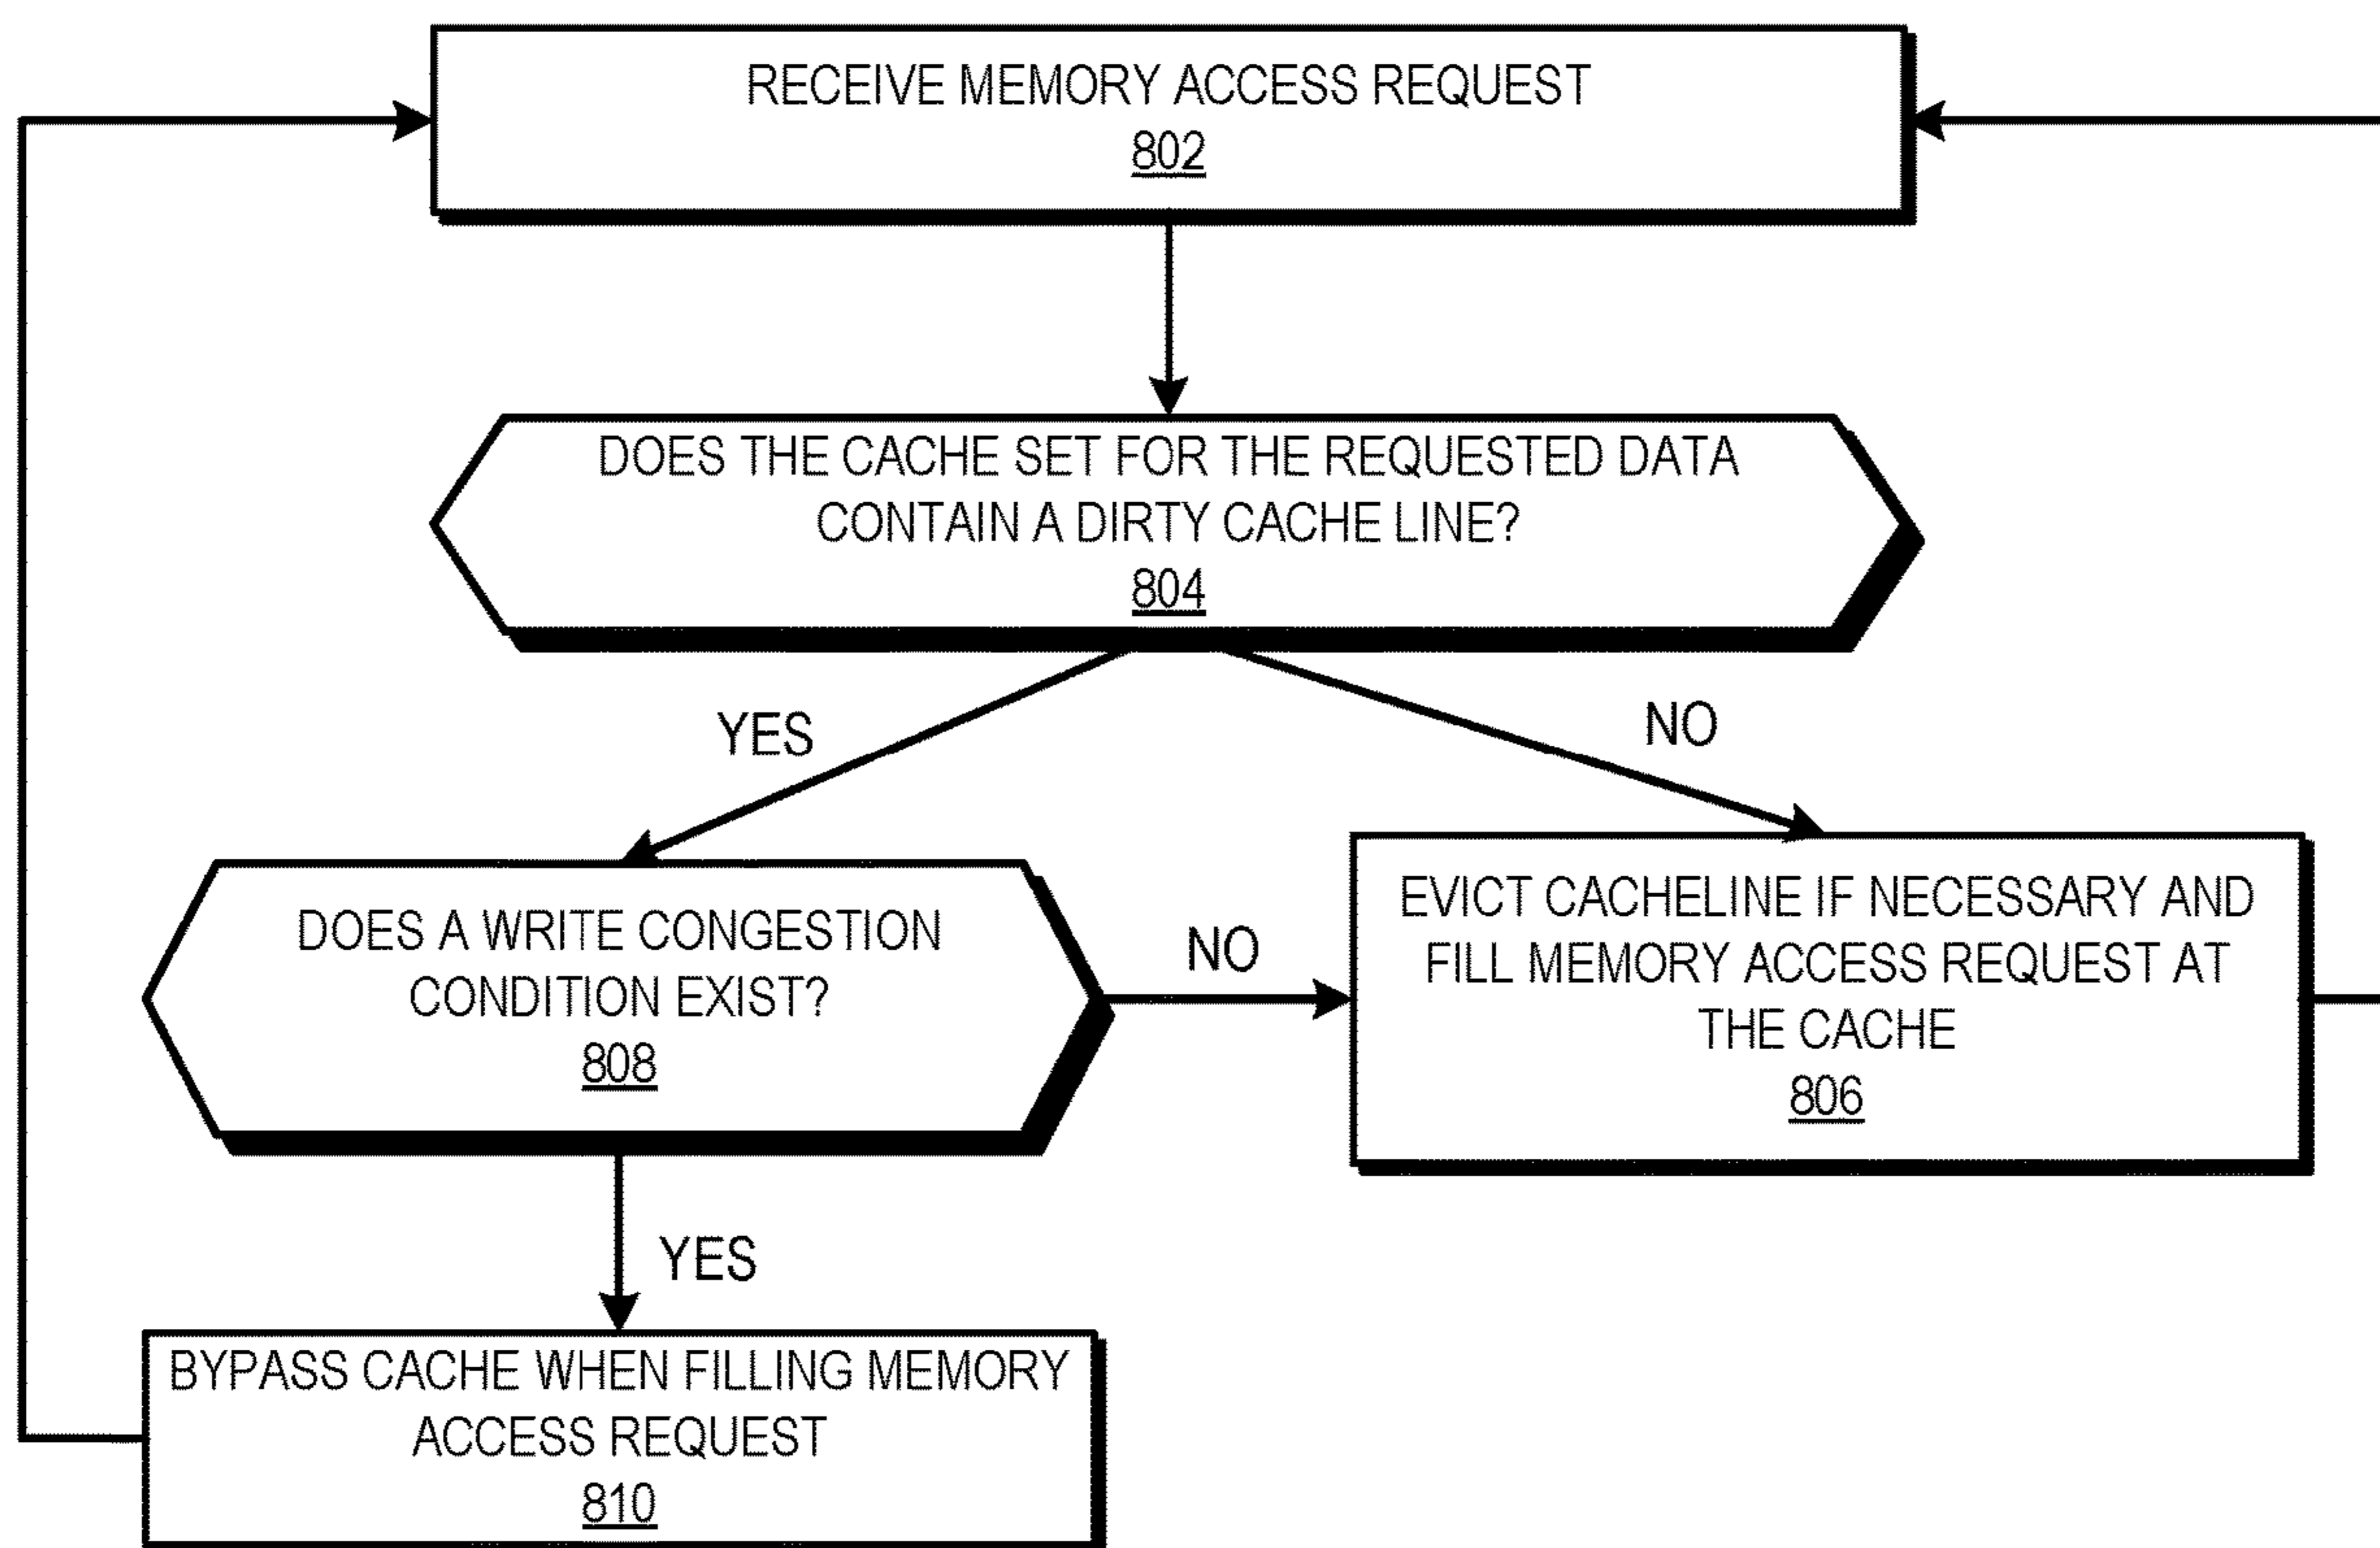 RECEIVE MEMORY ACCESS REQUEST
802
DOES THE CACHE SET FOR THE REQUESTED DATA
CONTAIN A DIRTY CACHE LINE?
804
YES
NO
DOES A WRITE CONGESTION
CONDITION EXIST?
808
NO
EVICT CACHELINE IF NECESSARY AND
FILL MEMORY ACCESS REQUEST AT
THE CACHE
806
YES
BYPASS CACHE WHEN FILLING MEMORY
ACCESS REQUEST
810